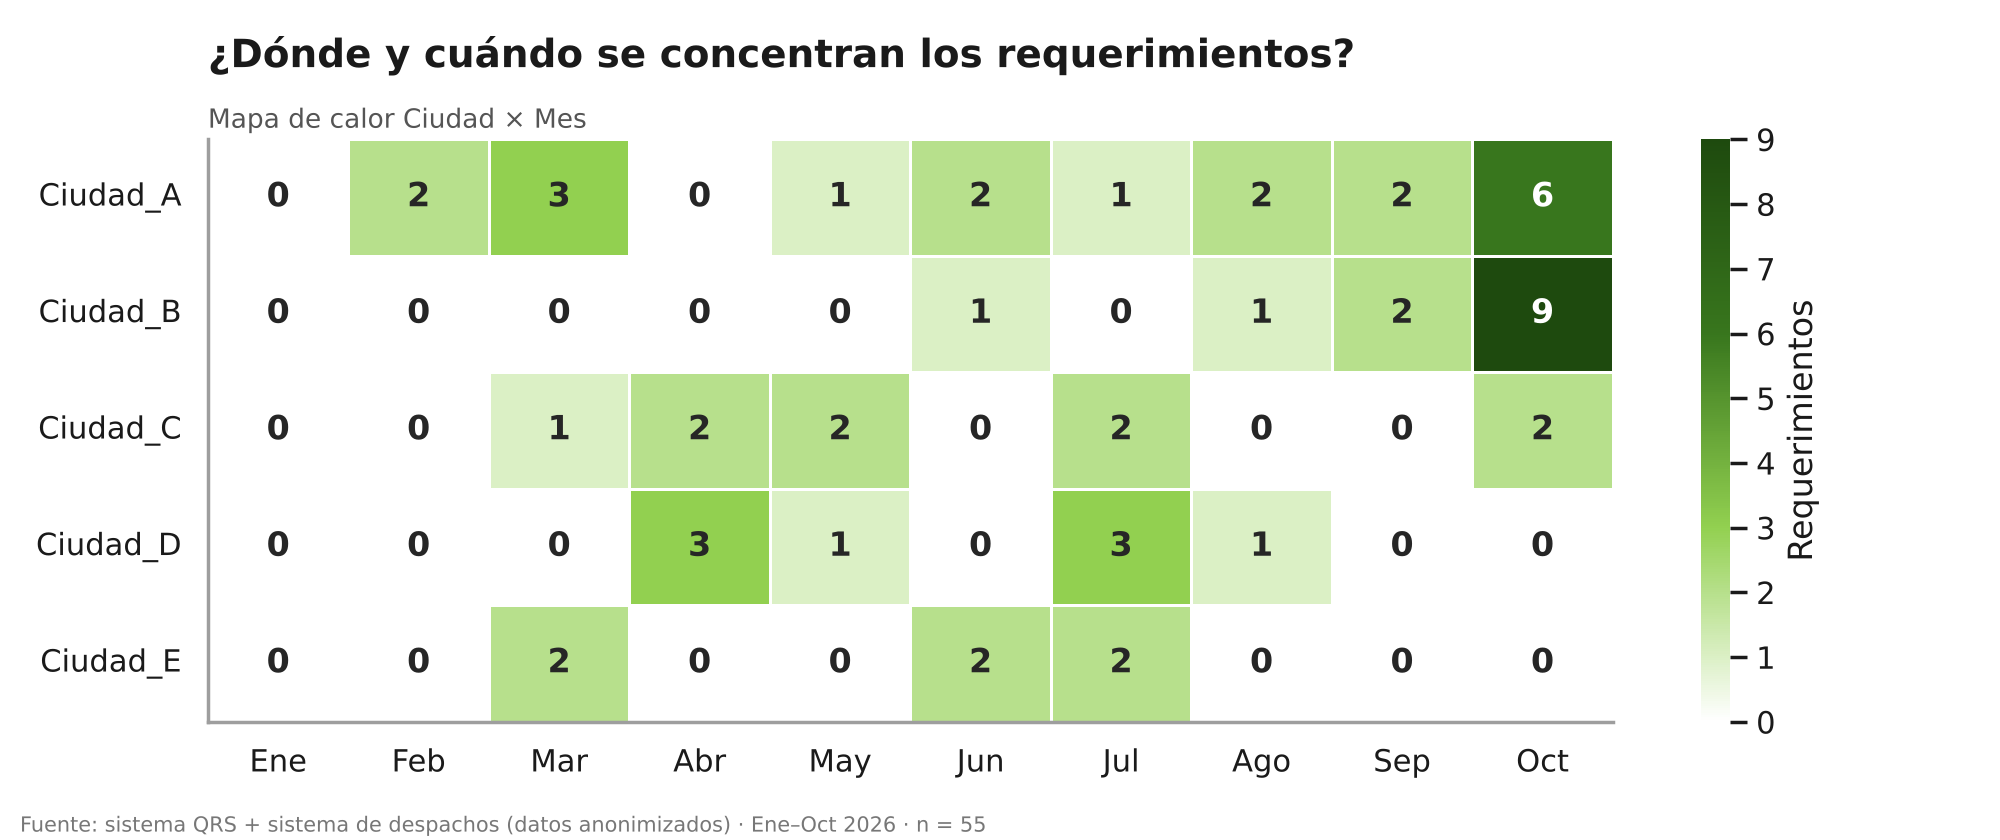 ¿Dónde y cuándo se concentran los requerimientos?
Mapa de calor Ciudad × Mes
Ciudad_A 0 2 3 0 1 2 1 2 2 6
Ciudad_B 0 0 0 0 0 1 0 1 2 9
Ciudad_C 0 0 1 2 2 0 2 0 0 2
Ciudad_D 0 0 0 3 1 0 3 1 0 0
Ciudad_E 0 0 2 0 0 2 2 0 0 0
Ene Feb Mar Abr May Jun Jul Ago Sep Oct
9
8
7
6
5
4
3
2
1
0
Requerimientos
Fuente: sistema QRS + sistema de despachos (datos anonimizados) · Ene–Oct 2026 · n = 55